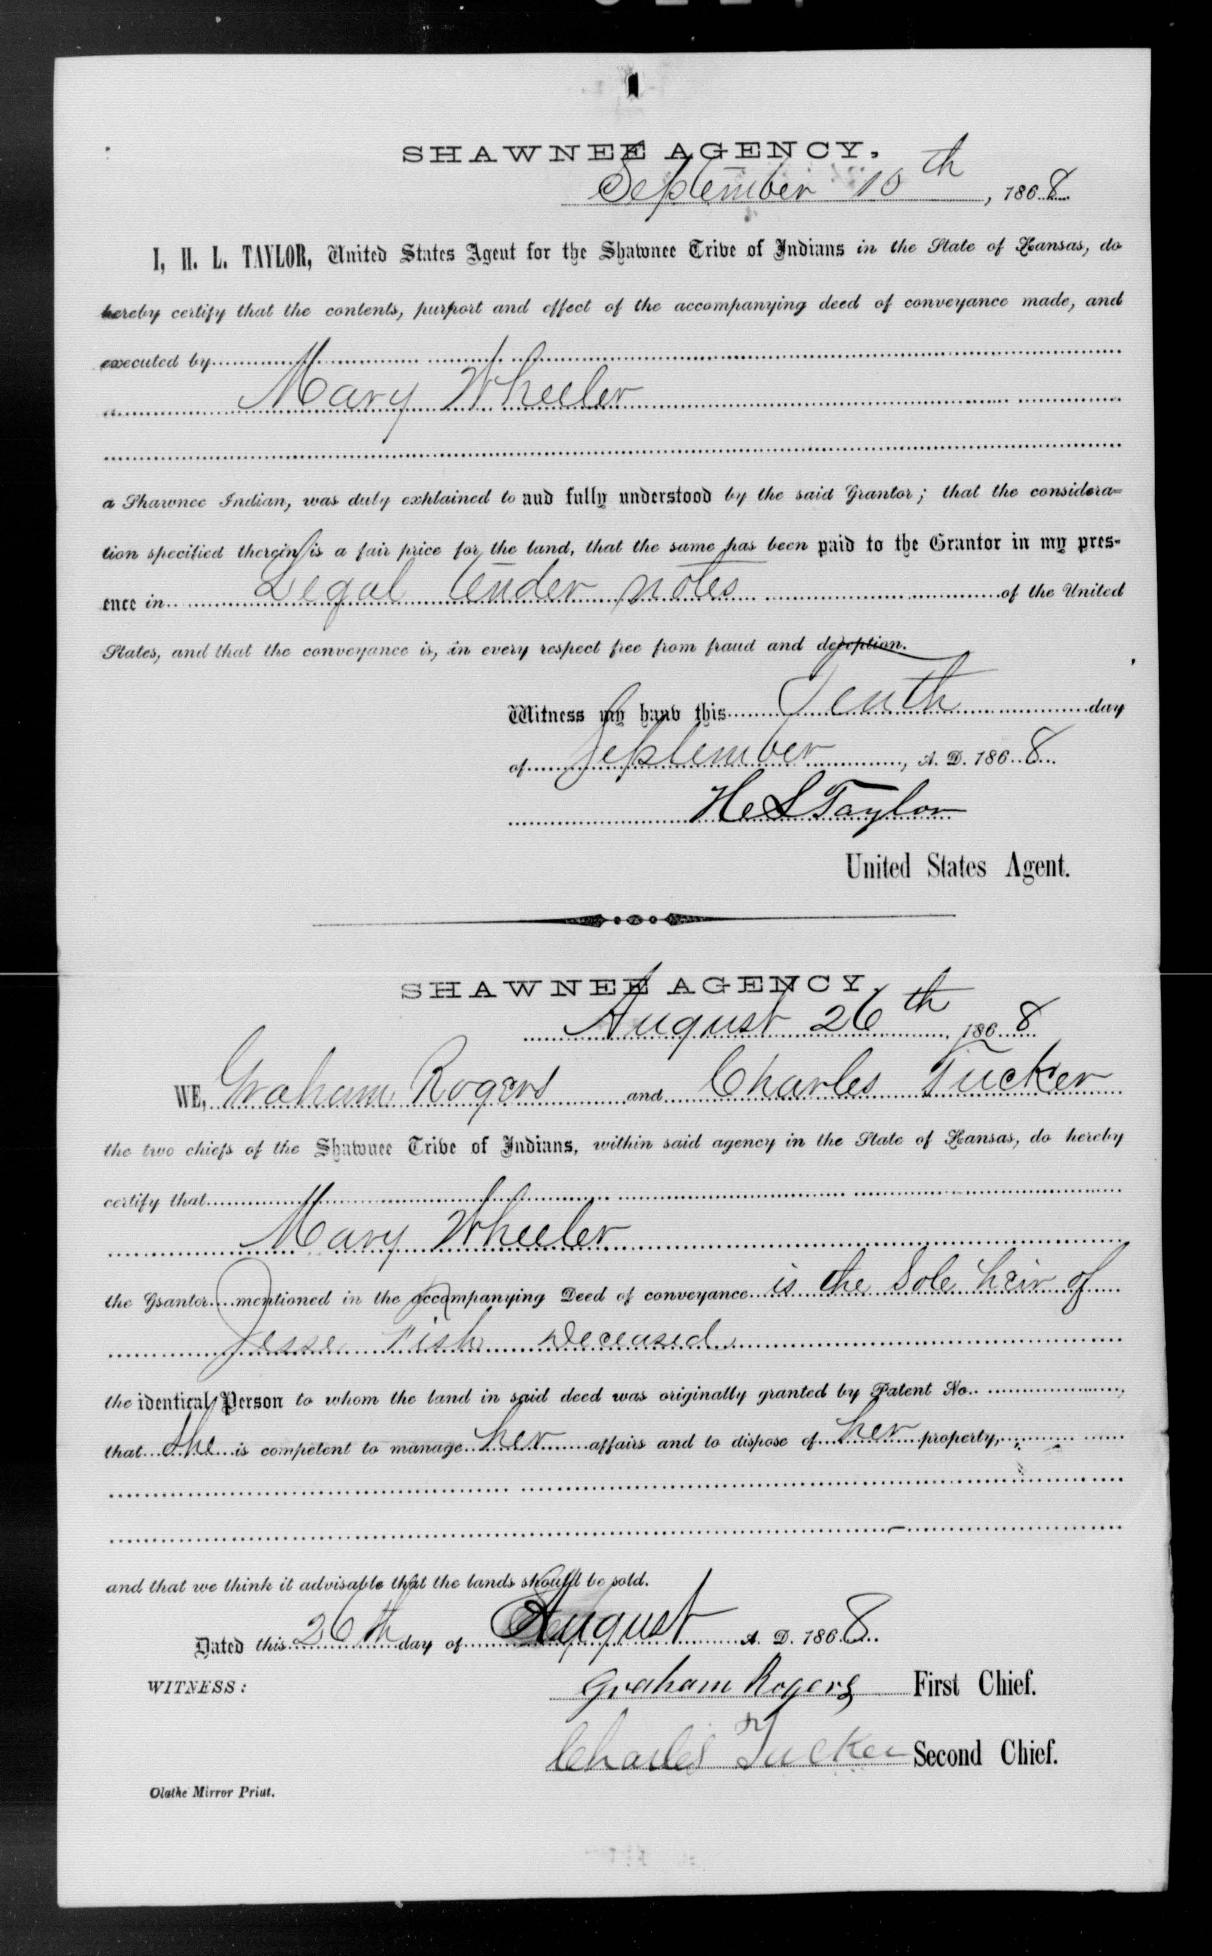 SHAWNEE AGENCY,
September 10th, 1868.
I, H. L. TAYLOR, United States Agent for the Shawnee Tribe of Indians in the State of Kansas, do
hereby certify that the contents, purport and effect of the accompanying deed of conveyance made, and
executed by
Mary Wheeler
a Shawnee Indian, was duly explained to and fully understood by the said Grantor; that the considera-
tion specified therein is a fair price for the land, that the same has been paid to the Grantor in my pres-
ence in Legal tender notes of the United
States, and that the conveyance is, in every respect free from fraud and deception.
Witness my hand this Tenth day
of September, A. D. 1868.
H L Taylor
United States Agent.
SHAWNEE AGENCY,
August 26th, 1868
WE, Graham Rogers and Charles Tucker
the two chiefs of the Shawnee Tribe of Indians, within said agency in the State of Kansas, do hereby
certify that
Mary Wheeler
the Grantor mentioned in the accompanying Deed of conveyance is the Sole heir of
Jesse Fish Deceased
the identical Person to whom the land in said deed was originally granted by Patent No.
that She is competent to manage her affairs and to dispose of her property,
and that we think it advisable that the lands should be sold.
Dated this 26th day of August A. D. 1868.
WITNESS:
Graham Rogers First Chief.
Charles Tucker Second Chief.
Olathe Mirror Print.